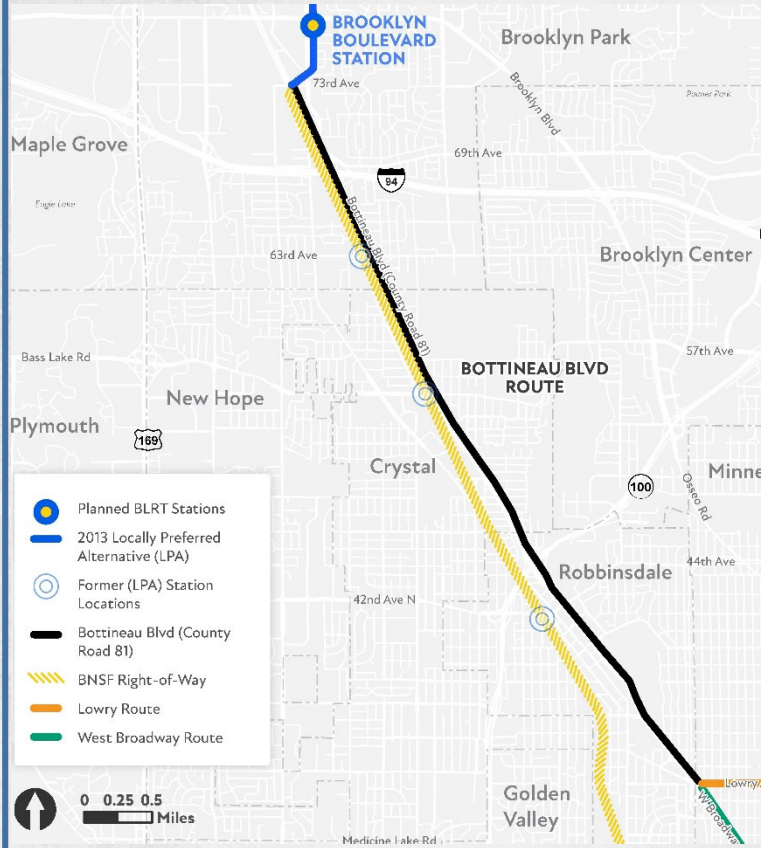 BROOKLYN
BOULEVARD
STATION
Brooklyn Park
73rd Ave
Brooklyn Blvd
Palmer Park
Maple Grove
69th Ave
94
Eagle Lake
Bottineau Blvd (County Road 81)
63rd Ave
Brooklyn Center
57th Ave
Bass Lake Rd
BOTTINEAU BLVD
ROUTE
New Hope
Plymouth
169
Crystal
100
Minne
Osseo Rd
Planned BLRT Stations
2013 Locally Preferred
Alternative (LPA)
Former (LPA) Station
Locations
Bottineau Blvd (County
Road 81)
BNSF Right-of-Way
Lowry Route
West Broadway Route
44th Ave
Robbinsdale
42nd Ave N
Golden
Valley
Lowry
W Broadway
0 0.25 0.5
Miles
Medicine Lake Rd